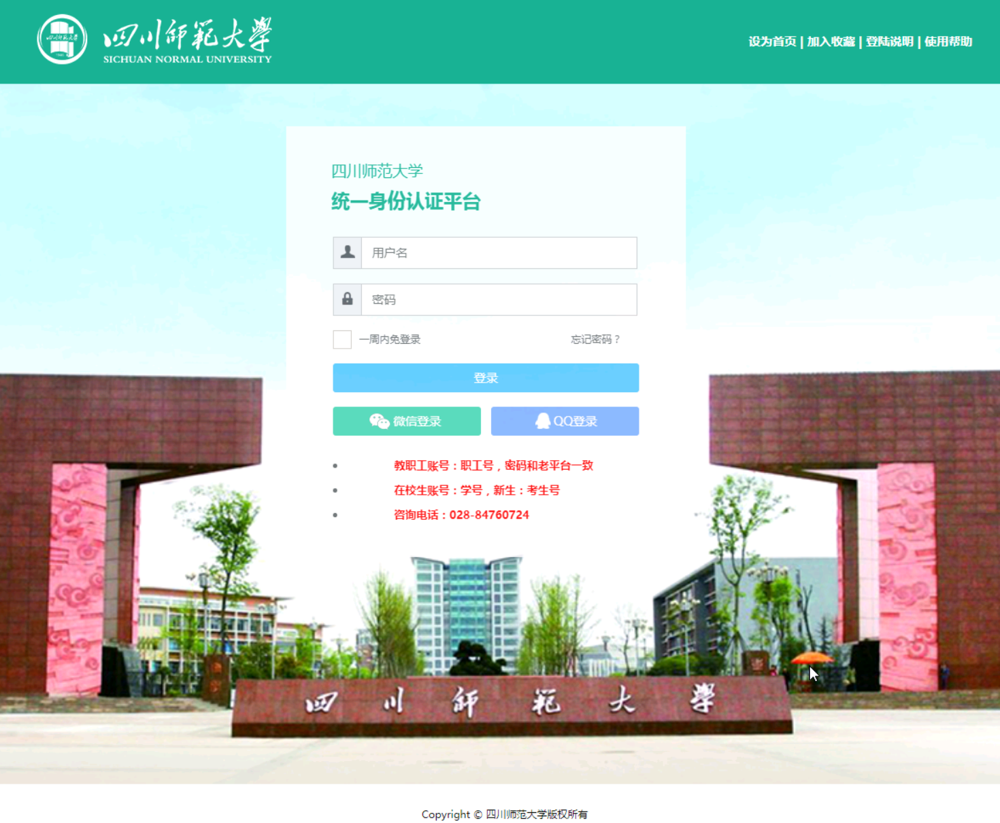 四川师范大學
SICHUAN NORMAL UNIVERSITY
设为首页 | 加入收藏 | 登陆说明 | 使用帮助
四川师范大学
统一身份认证平台
用户名
密码
一周内免登录 忘记密码？
登录
微信登录 QQ登录
教职工账号：职工号，密码和老平台一致
在校生账号：学号，新生：考生号
咨询电话：028-84760724
四川師範大學
Copyright © 四川师范大学版权所有